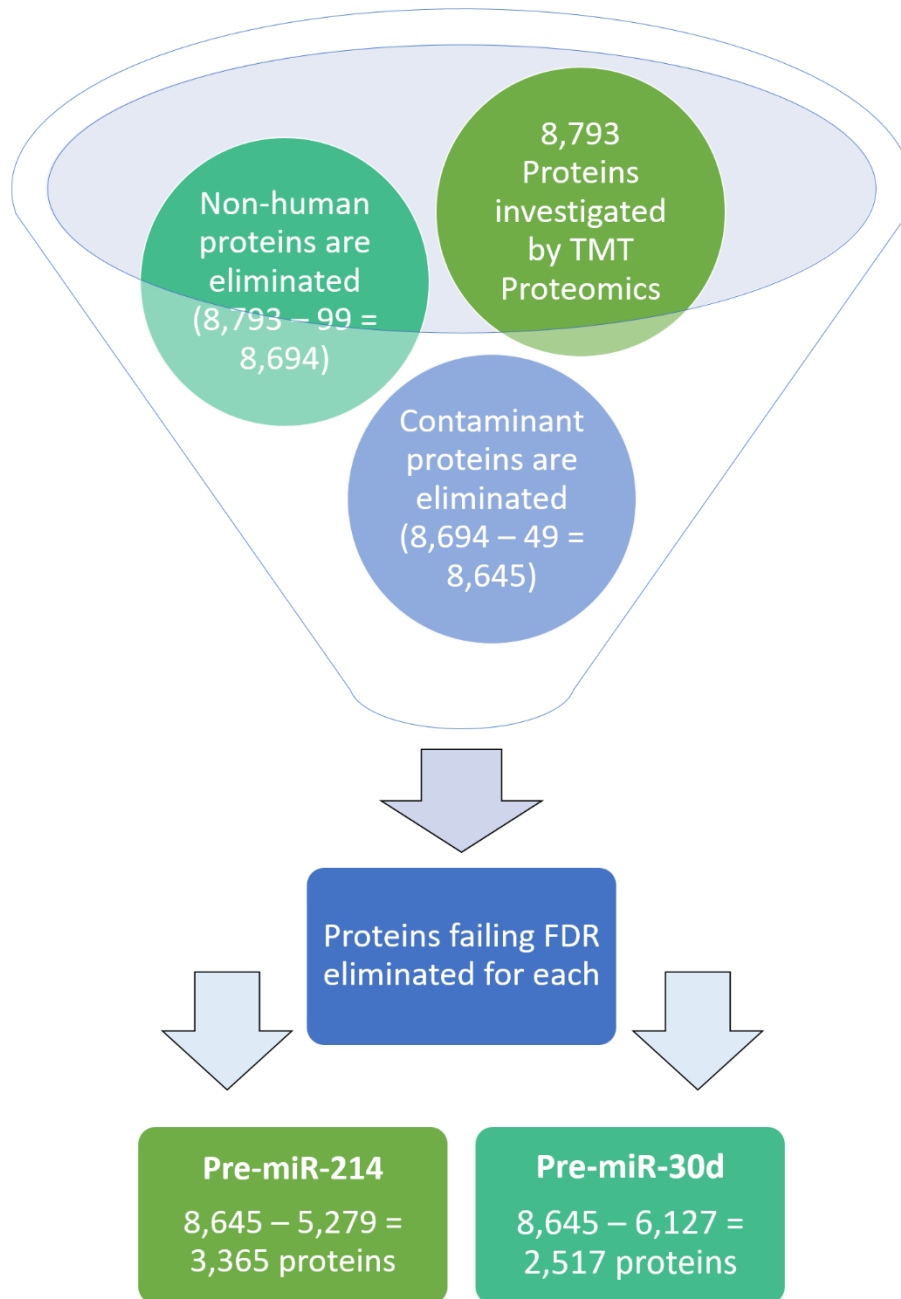 8,793
Proteins
investigated
by TMT
Proteomics
Non-human
proteins are
eliminated
(8,793 – 99 =
8,694)
Contaminant
proteins are
eliminated
(8,694 – 49 =
8,645)
Proteins failing FDR
eliminated for each
Pre-miR-214
8,645 – 5,279 =
3,365 proteins
Pre-miR-30d
8,645 – 6,127 =
2,517 proteins